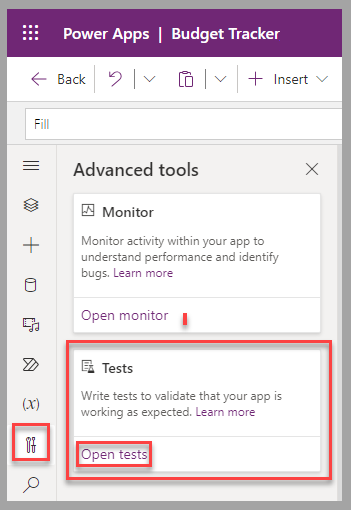 Power Apps | Budget Tracker
Back
Insert
Fill
Advanced tools
Monitor
Monitor activity within your app to
understand performance and identify
bugs. Learn more
Open monitor
(x)
Tests
Write tests to validate that your app is
working as expected. Learn more
Open tests